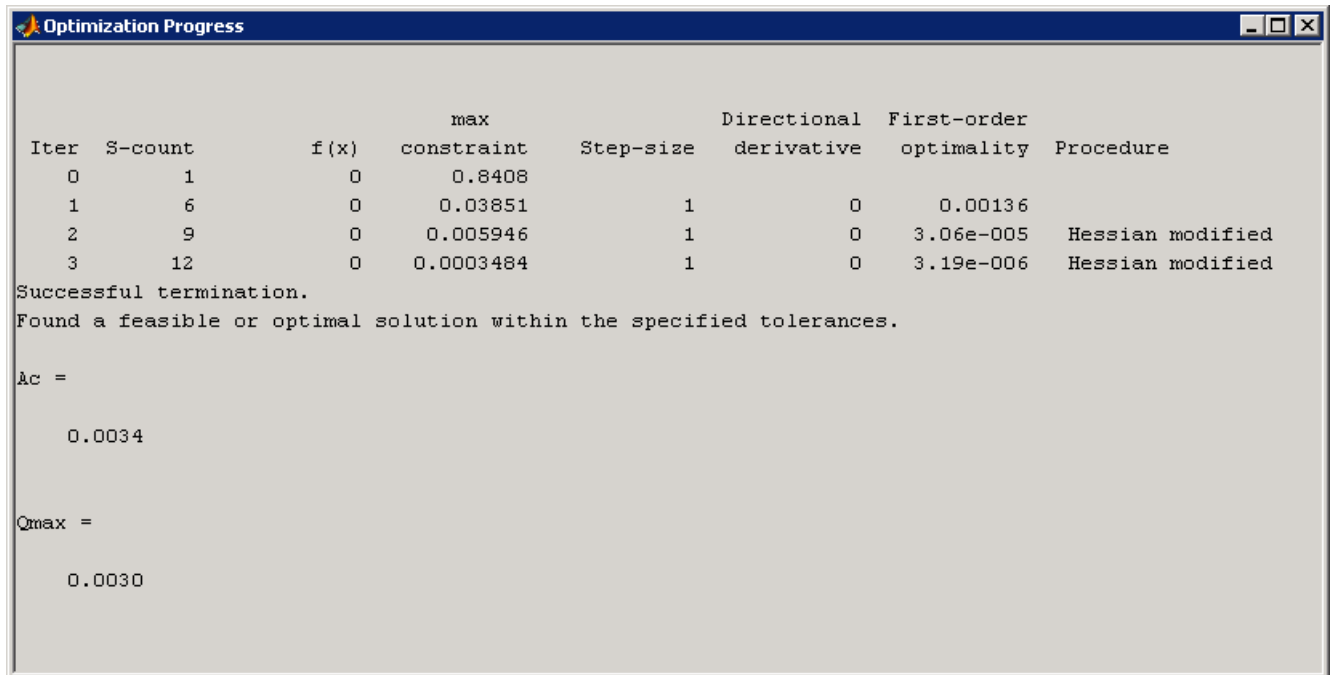 Optimization Progress
max Directional First-order
Iter S-count f(x) constraint Step-size derivative optimality Procedure
0 1 0 0.8408
1 6 0 0.03851 1 0 0.00136
2 9 0 0.005946 1 0 3.06e-005 Hessian modified
3 12 0 0.0003484 1 0 3.19e-006 Hessian modified
Successful termination.
Found a feasible or optimal solution within the specified tolerances.
Ac =
0.0034
Qmax =
0.0030